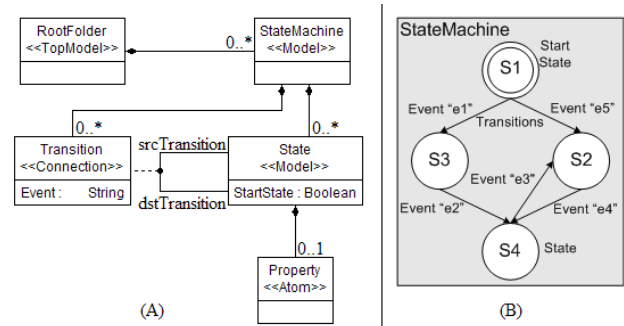 RootFolder
<<TopModel>>
0..*
StateMachine
<<Model>>
0..*
0..*
Transition
<<Connection>>
Event : String
srcTransition
dstTransition
State
<<Model>>
StartState : Boolean
0..1
Property
<<Atom>>
(A)
StateMachine
S1
Start
State
Event "e1"
Event "e5"
Transitions
S3
S2
Event "e3"
Event "e2"
Event "e4"
S4
State
(B)